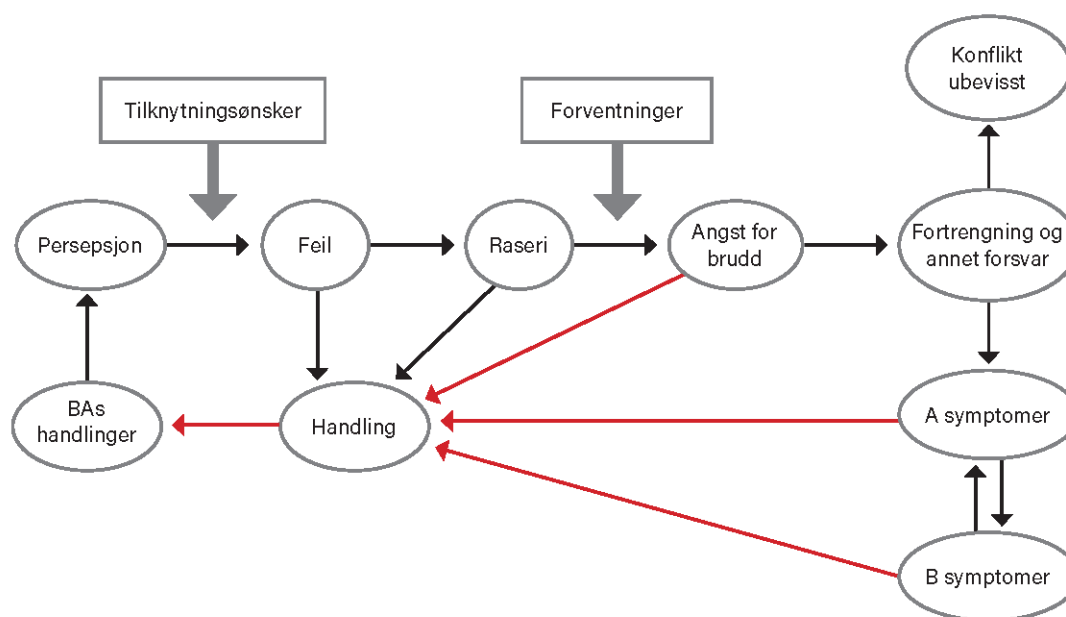 Konflikt
ubevisst
Tilknytningsønsker
Forventninger
Persepsjon
Feil
Raseri
Angst for
brudd
Fortrengning og
annet forsvar
BAs
handlinger
Handling
A symptomer
B symptomer